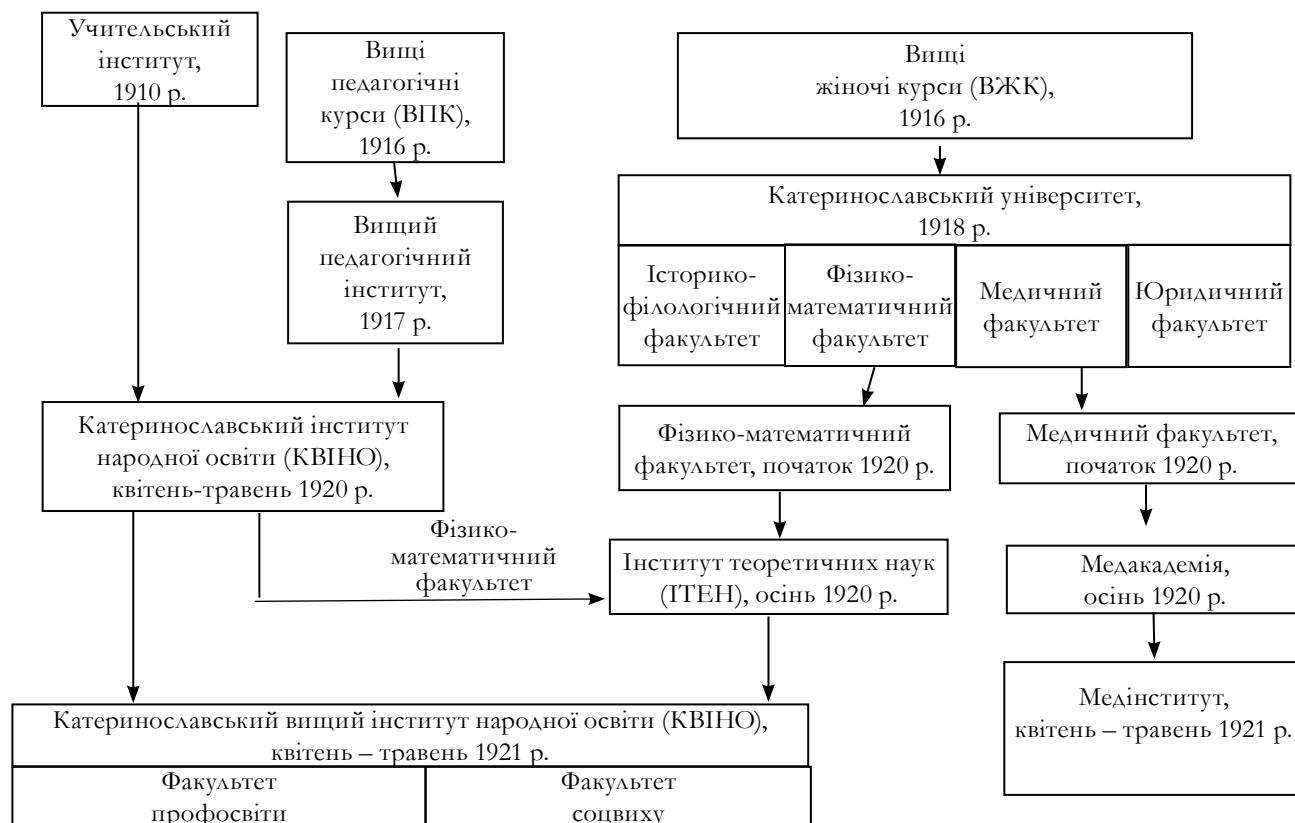 Учительський
інститут,
1910 р.
Вищі
педагогічні
курси (ВПК),
1916 р.
Вищі
жіночі курси (ВЖК),
1916 р.
Вищий
педагогічний
інститут,
1917 р.
Катеринославський університет,
1918 р.
Історико-
філологічний
факультет
Фізико-
математичний
факультет
Медичний
факультет
Юридичний
факультет
Катеринославський інститут
народної освіти (КВІНО),
квітень-травень 1920 р.
Фізико-математичний
факультет, початок 1920 р.
Медичний факультет,
початок 1920 р.
Фізико-
математичний
факультет
Інститут теоретичних наук
(ІТЕН), осінь 1920 р.
Медакадемія,
осінь 1920 р.
Катеринославський вищий інститут народної освіти (КВІНО),
квітень – травень 1921 р.
Факультет
профосвіти
Факультет
соцвиху
Медінститут,
квітень – травень 1921 р.